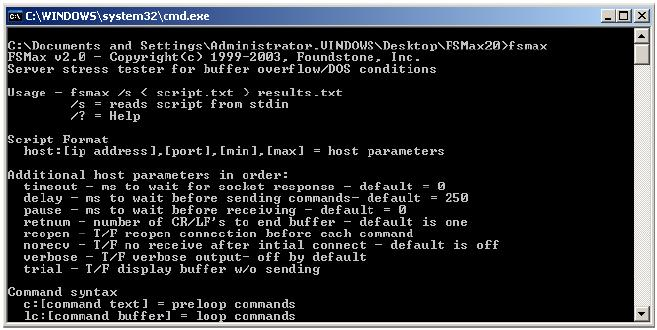 C:\WINDOWS\system32\cmd.exe
C:\Documents and Settings\Administrator.WINDOWS\Desktop\FSMax20>fsmax
FSMax v2.0 - Copyright(c) 1999-2003, Foundstone, Inc.
Server stress tester for buffer overflow/DOS conditions
Usage - fsmax /s < script.txt > results.txt
/s = reads script from stdin
/? = Help
Script Format
host:[ip address],[port],[min],[max] = host parameters
Additional host parameters in order:
timeout - ms to wait for socket response - default = 0
delay - ms to wait before sending commands- default = 250
pause - ms to wait before receiving - default = 0
retnum - number of CR/LF's to end buffer - default is one
reopen - T/F reopen connection before each command
norecv - T/F no receive after intial connect - default is off
verbose - T/F verbose output- off by default
trial - T/F display buffer w/o sending
Command syntax
c:[command text] = preloop commands
lc:[command buffer] = loop commands